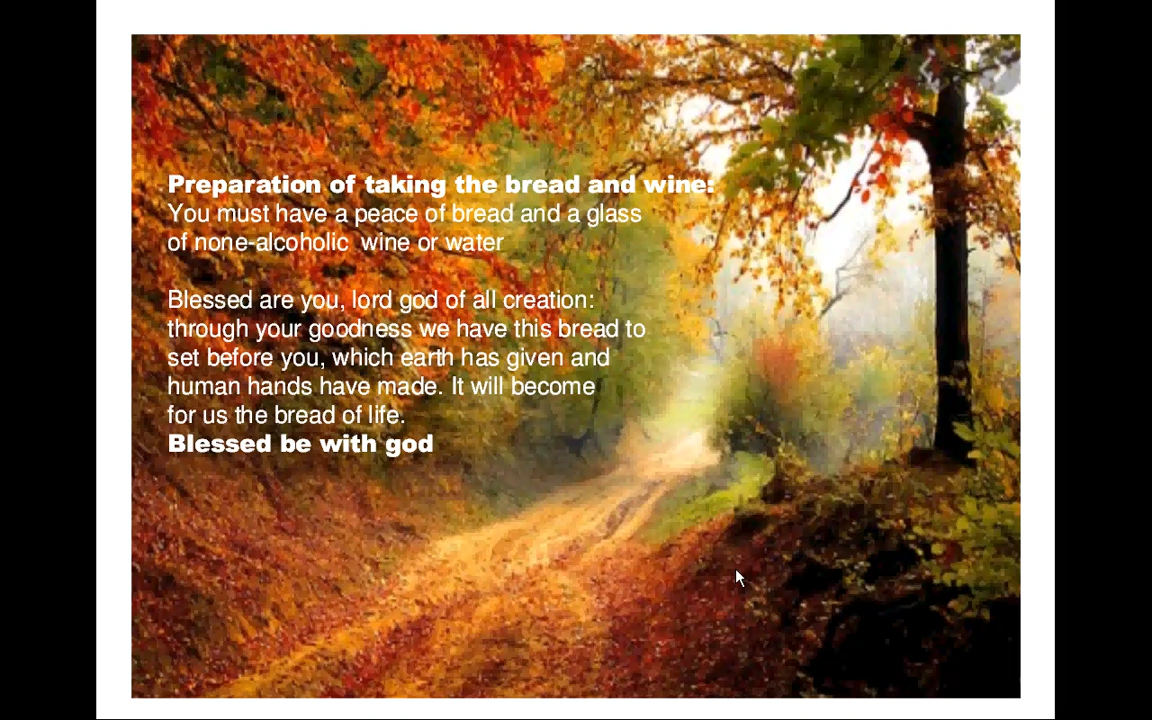 Preparation of taking the bread and wine:
You must have a peace of bread and a glass
of none-alcoholic wine or water
Blessed are you, lord god of all creation:
through your goodness we have this bread to
set before you, which earth has given and
human hands have made. It will become
for us the bread of life.
Blessed be with god